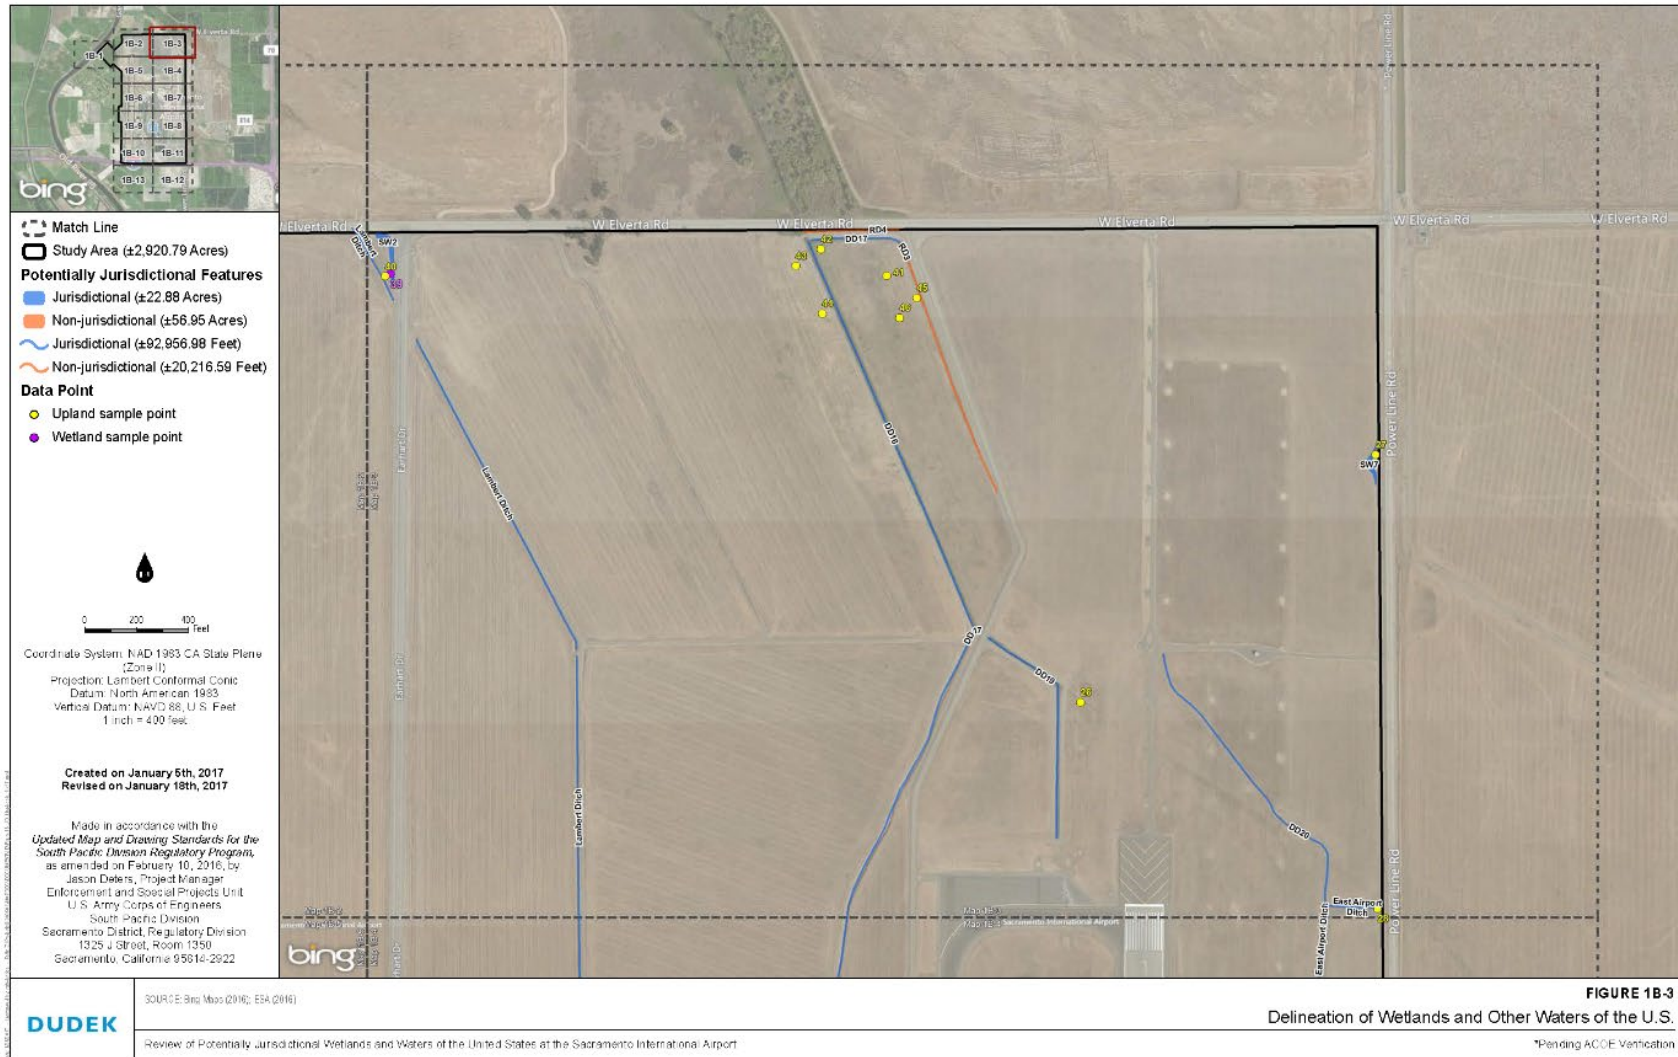 1B-1
1B-2
1B-3
W Elverta Rd
1B-5
1B-4
1B-6
1B-7
1B-9
1B-8
1B-10
1B-11
1B-13
1B-12
bing
Match Line
Study Area (±2,920.79 Acres)
Potentially Jurisdictional Features
Jurisdictional (±22.88 Acres)
Non-jurisdictional (±56.95 Acres)
Jurisdictional (±92,956.98 Feet)
Non-jurisdictional (±20,216.59 Feet)
Data Point
Upland sample point
Wetland sample point
0 200 400
Feet
Coordinate System: NAD 1983 CA State Plane
(Zone II)
Projection: Lambert Conformal Conic
Datum: North American 1983
Vertical Datum: NAVD 88, U.S. Feet
1 inch = 400 feet
Created on January 5th, 2017
Revised on January 18th, 2017
Made in accordance with the
Updated Map and Drawing Standards for the
South Pacific Division Regulatory Program,
as amended on February 10, 2016, by
Jason Deters, Project Manager
Enforcement and Special Projects Unit
U.S. Army Corps of Engineers
South Pacific Division
Sacramento District, Regulatory Division
1325 J Street, Room 1350
Sacramento, California 95814-2922
Power Line Rd
W Elverta Rd
W Elverta Rd
W Elverta Rd
W Elverta Rd
W Elverta Rd
W Elverta Rd
Lambert
Ditch
SW2
39
RD4
DD17
RD3
42
43
41
45
Earhart Dr
Lambert Ditch
Power Line Rd
27
SW7
DD17
DD19
Earhart Dr
Lambert Ditch
DD20
Power Line Rd
East Airport
Ditch
East Airport Ditch
Sacramento International Airport
bing
DUDEK
SOURCE: Bing Maps (2016); ESA (2016)
Review of Potentially Jurisdictional Wetlands and Waters of the United States at the Sacramento International Airport
FIGURE 1B-3
Delineation of Wetlands and Other Waters of the U.S.
*Pending ACOE Verification